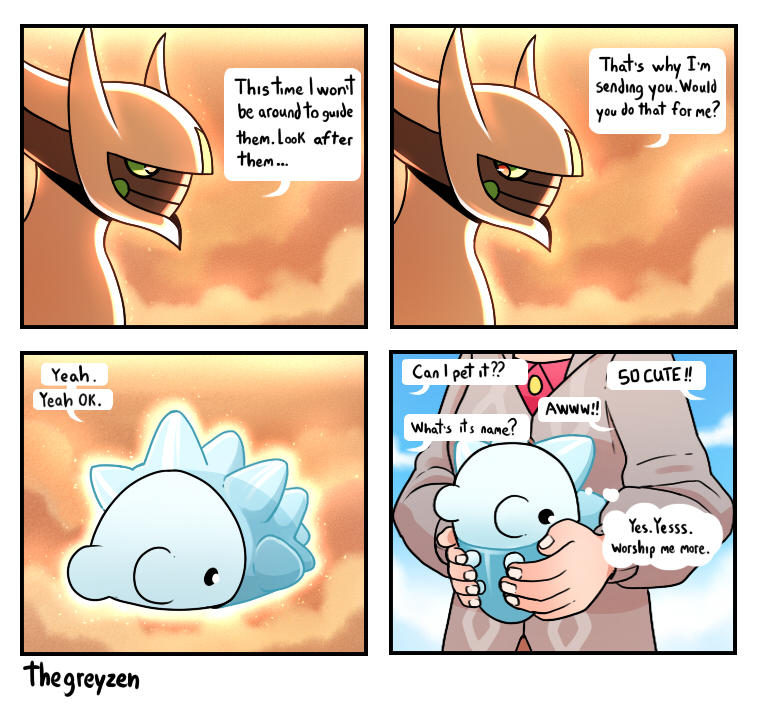 This time I won't
be around to guide
them. Look after
them...
That's why I'm
sending you. Would
you do that for me?
Yeah.
Yeah OK.
Can I pet it??
SO CUTE!!
AWWW!!
What's its name?
Yes. Yesss.
Worship me more.
Thegreyzen